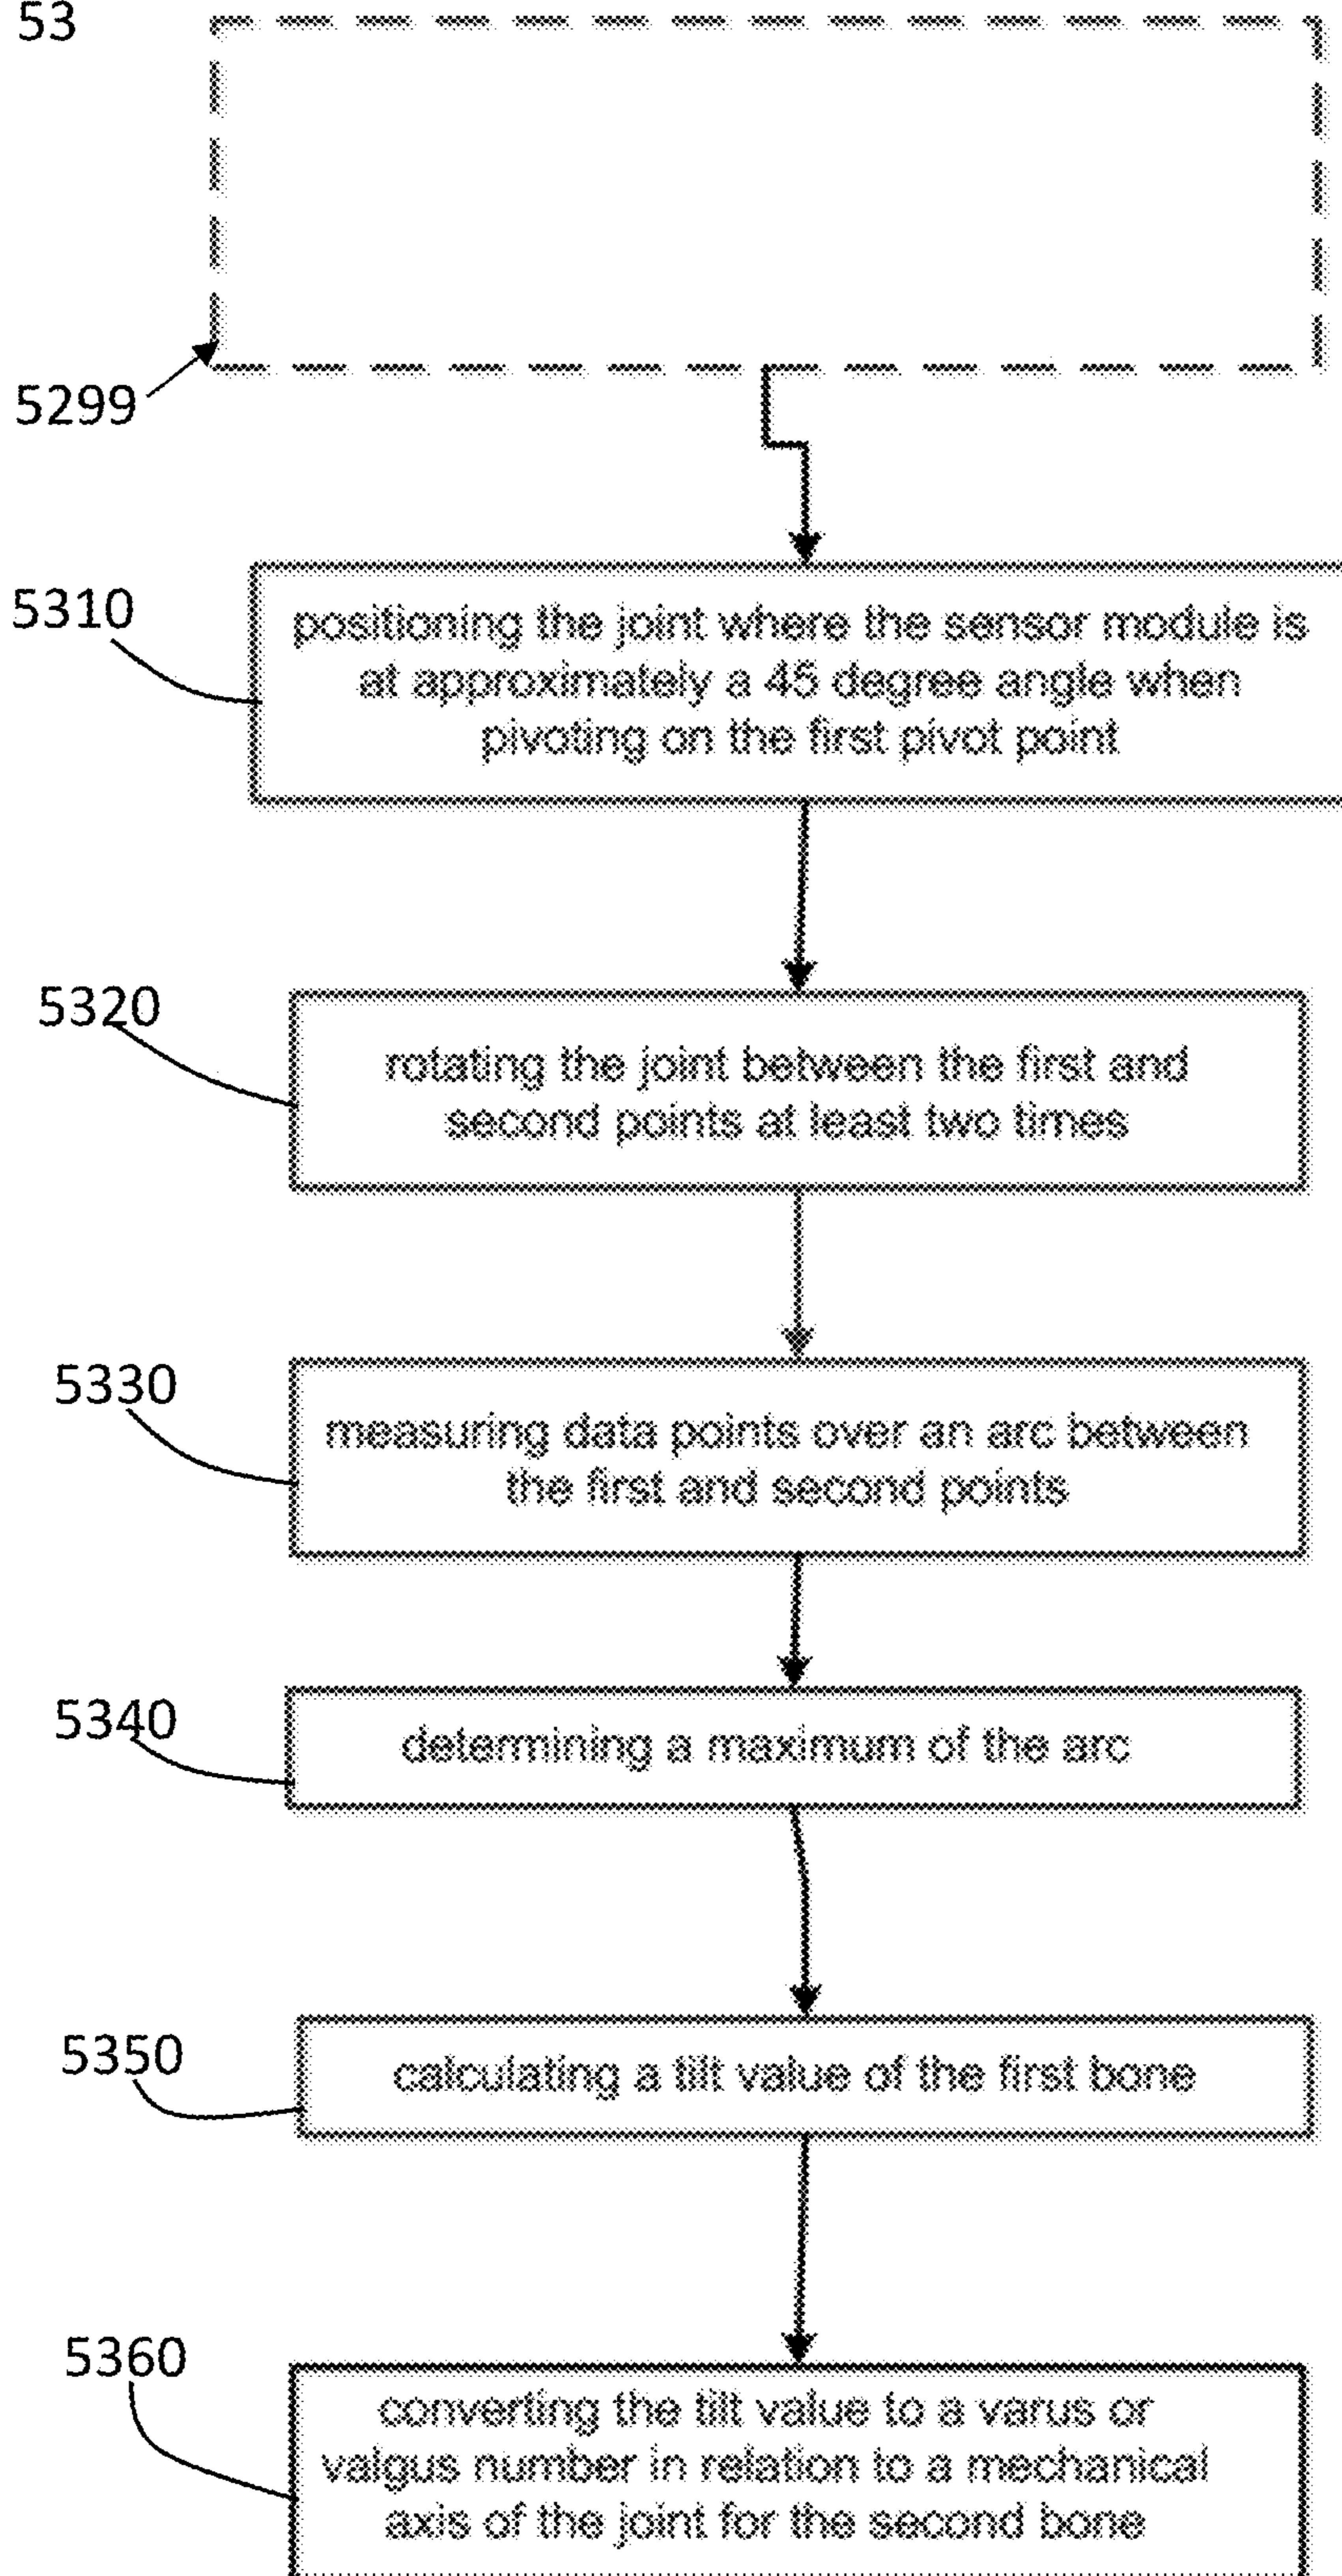 53
5299
5310
positioning the joint where the sensor module is
at approximately a 45 degree angle when
pivoting on the first pivot point
5320
rotating the joint between the first and
second points at least two times
5330
measuring data points over an arc between
the first and second points
5340
determining a maximum of the arc
5350
calculating a tilt value of the first bone
5360
converting the tilt value to a varus or
valgus number in relation to a mechanical
axis of the joint for the second bone